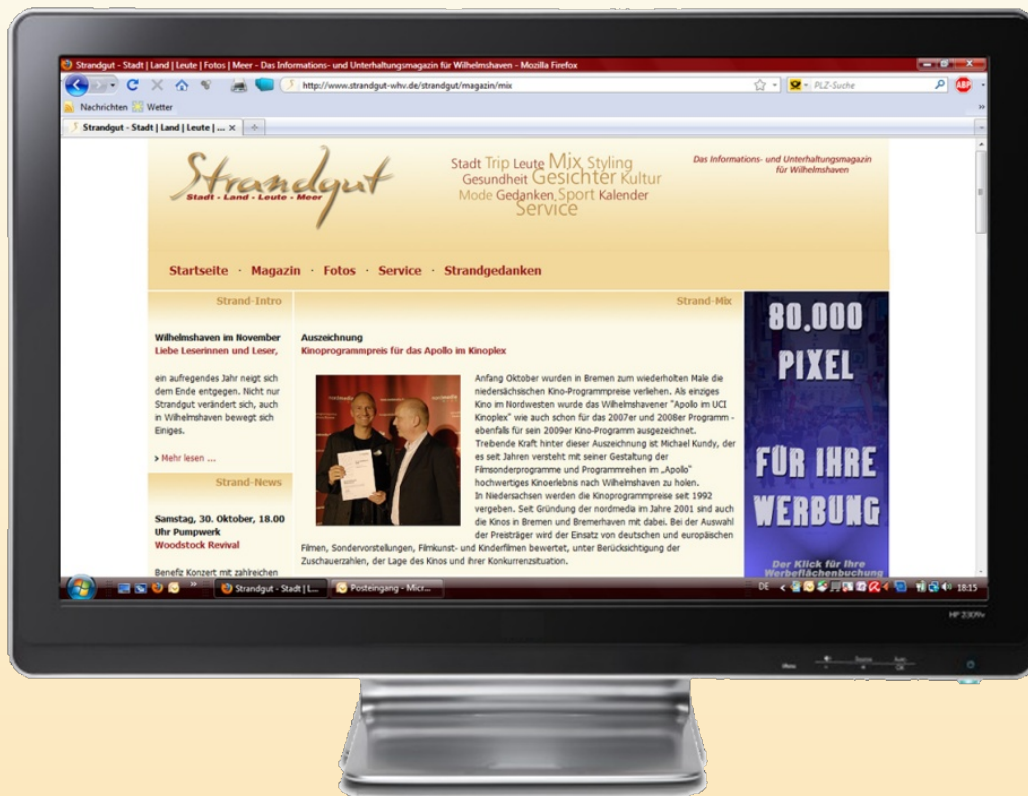 Strandgut - Stadt | Land | Leute | Fotos | Meer - Das Informations- und Unterhaltungsmagazin für Wilhelmshaven - Mozilla Firefox
http://www.strandgut-whv.de/strandgut/magazin/mix
PLZ-Suche
ABP
Nachrichten Wetter
Strandgut - Stadt | Land | Leute | ...
Strandgut
Stadt - Land - Leute - Meer
Stadt Trip Leute Mix Styling
Gesundheit Gesichter Kultur
Mode Gedanken Sport Kalender
Service
Das Informations- und Unterhaltungsmagazin
für Wilhelmshaven
Startseite · Magazin · Fotos · Service · Strandgedanken
Strand-Intro
Wilhelmshaven im November
Liebe Leserinnen und Leser,
ein aufregendes Jahr neigt sich
dem Ende entgegen. Nicht nur
Strandgut verändert sich, auch
in Wilhelmshaven bewegt sich
Einiges.
> Mehr lesen ...
Strand-News
Samstag, 30. Oktober, 18.00
Uhr Pumpwerk
Woodstock Revival
Benefiz Konzert mit zahlreichen
Strand-Mix
Auszeichnung
Kinoprogrammpreis für das Apollo im Kinoplex
Anfang Oktober wurden in Bremen zum wiederholten Male die
niedersächsischen Kino-Programmpreise verliehen. Als einziges
Kino im Nordwesten wurde das Wilhelmshavener "Apollo im UCI
Kinoplex" wie auch schon für das 2007er und 2008er Programm -
ebenfalls für sein 2009er Kino-Programm ausgezeichnet.
Treibende Kraft hinter dieser Auszeichnung ist Michael Kundy, der
es seit Jahren versteht mit seiner Gestaltung der
Filmsonderprogramme und Programmreihen im „Apollo"
hochwertiges Kinoerlebnis nach Wilhelmshaven zu holen.
In Niedersachsen werden die Kinoprogrammpreise seit 1992
vergeben. Seit Gründung der nordmedia im Jahre 2001 sind auch
die Kinos in Bremen und Bremerhaven mit dabei. Bei der Auswahl
der Preisträger wird der Einsatz von deutschen und europäischen
Filmen, Sondervorstellungen, Filmkunst- und Kinderfilmen bewertet, unter Berücksichtigung der
Zuschauerzahlen, der Lage des Kinos und ihrer Konkurrenzsituation.
80.000
PIXEL
FÜR IHRE
WERBUNG
Der Klick für Ihre
Werbeflächenbuchung
Strandgut - Stadt | L...
Posteingang - Micr...
DE
18:15
HP 2309v